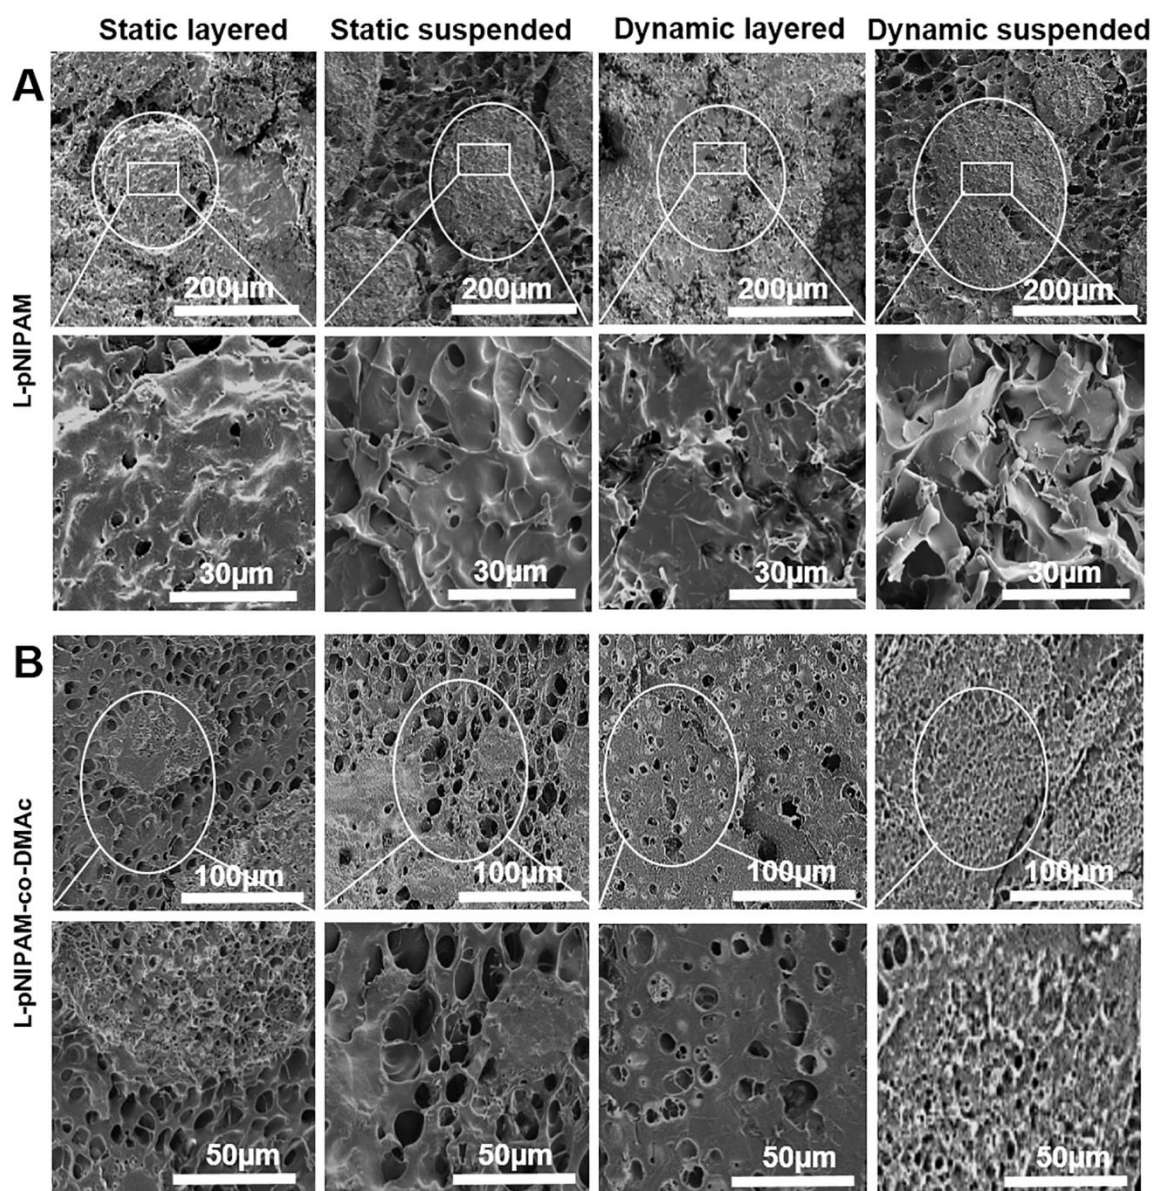 Static layered Static suspended Dynamic layered Dynamic suspended
A
L-pNIPAM
200µm 200µm 200µm 200µm
30µm 30µm 30µm 30µm
B
L-pNIPAM-co-DMAc
100µm 100µm 100µm 100µm
50µm 50µm 50µm 50µm